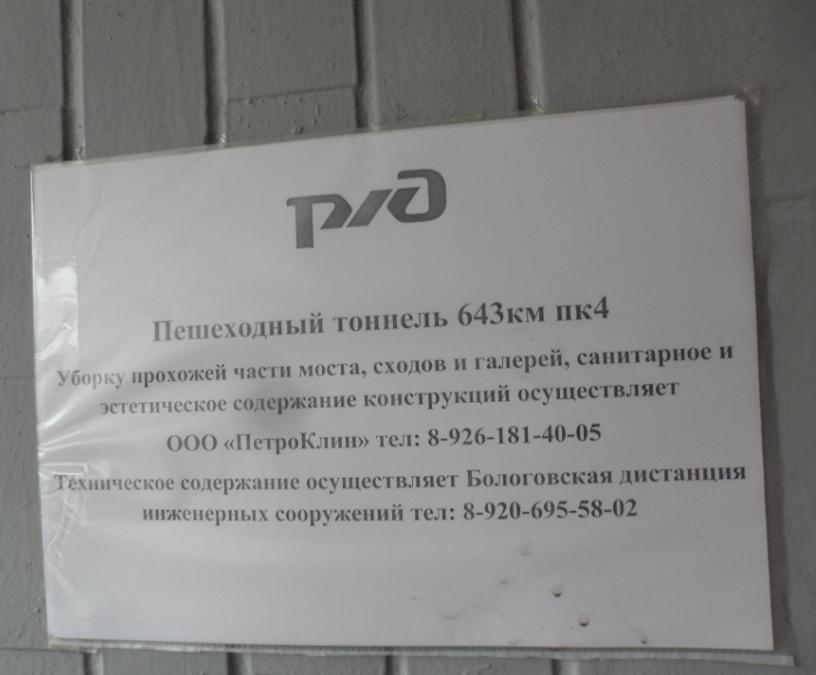 РЖД
Пешеходный тоннель 643км пк4
Уборку прохожей части моста, сходов и галерей, санитарное и
эстетическое содержание конструкций осуществляет
ООО «ПетроКлин» тел: 8-926-181-40-05
Техническое содержание осуществляет Бологовская дистанция
инженерных сооружений тел: 8-920-695-58-02